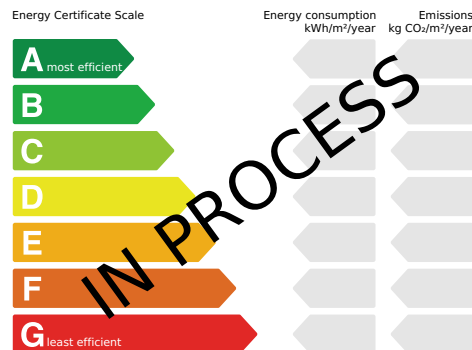 Energy Certificate Scale
Energy consumption
kWh/m²/year
Emissions
kg CO₂/m²/year
A most efficient
B
C
D
E
F
G least efficient
IN PROCESS